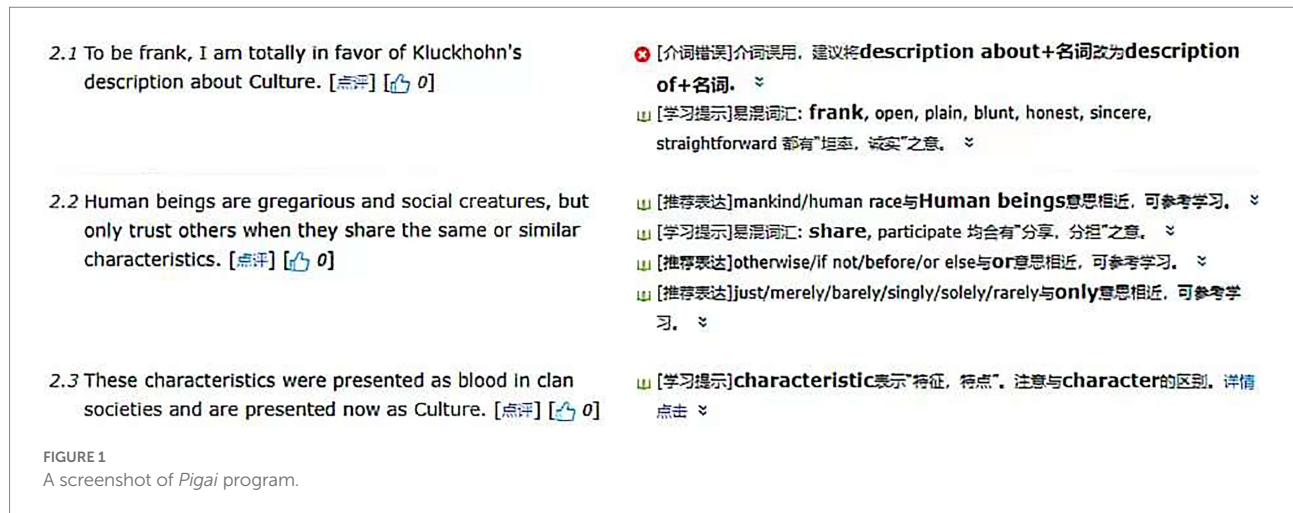 2.1 To be frank, I am totally in favor of Kluckhohn's
description about Culture. [点评] [👍 0]
❌ [介词错误]介词误用，建议将description about+名词改为description
of+名词。
[学习提示]易混词汇: frank, open, plain, blunt, honest, sincere,
straightforward 都有"坦率，诚实"之意。
2.2 Human beings are gregarious and social creatures, but
only trust others when they share the same or similar
characteristics. [点评] [👍 0]
[推荐表达]mankind/human race与Human beings意思相近，可参考学习。
[学习提示]易混词汇: share, participate 均含有"分享，分担"之意。
[推荐表达]otherwise/if not/before/or else与or意思相近，可参考学习。
[推荐表达]just/merely/barely/singly/solely/rarely与only意思相近，可参考学
习。
2.3 These characteristics were presented as blood in clan
societies and are presented now as Culture. [点评] [👍 0]
[学习提示]characteristic表示"特征，特点"。注意与character的区别。详情
点击
FIGURE 1
A screenshot of Pigai program.